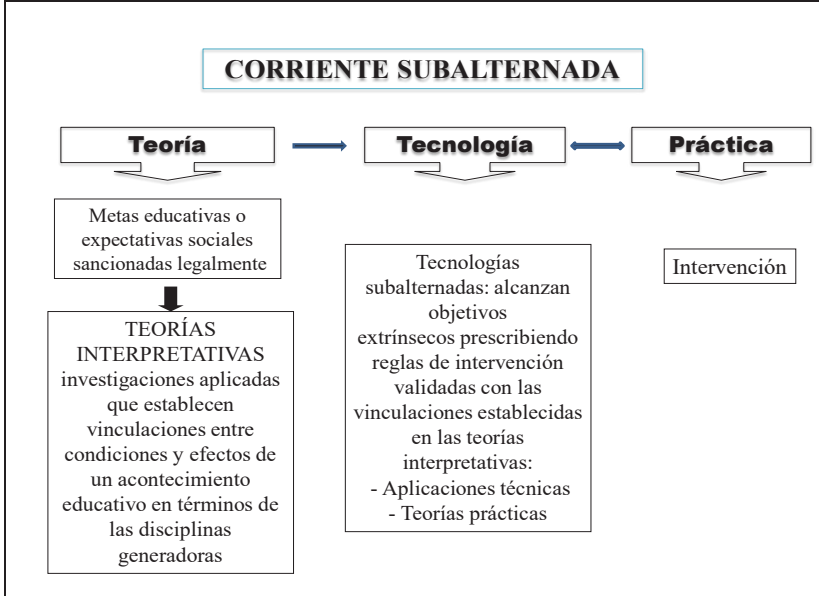 CORRIENTE SUBALTERNADA
Teoría
Tecnología
Práctica
Metas educativas o
expectativas sociales
sancionadas legalmente
TEORÍAS
INTERPRETATIVAS
investigaciones aplicadas
que establecen
vinculaciones entre
condiciones y efectos de
un acontecimiento
educativo en términos de
las disciplinas
generadoras
Tecnologías
subalternadas: alcanzan
objetivos
extrínsecos prescribiendo
reglas de intervención
validadas con las
vinculaciones establecidas
en las teorías
interpretativas:
- Aplicaciones técnicas
- Teorías prácticas
Intervención